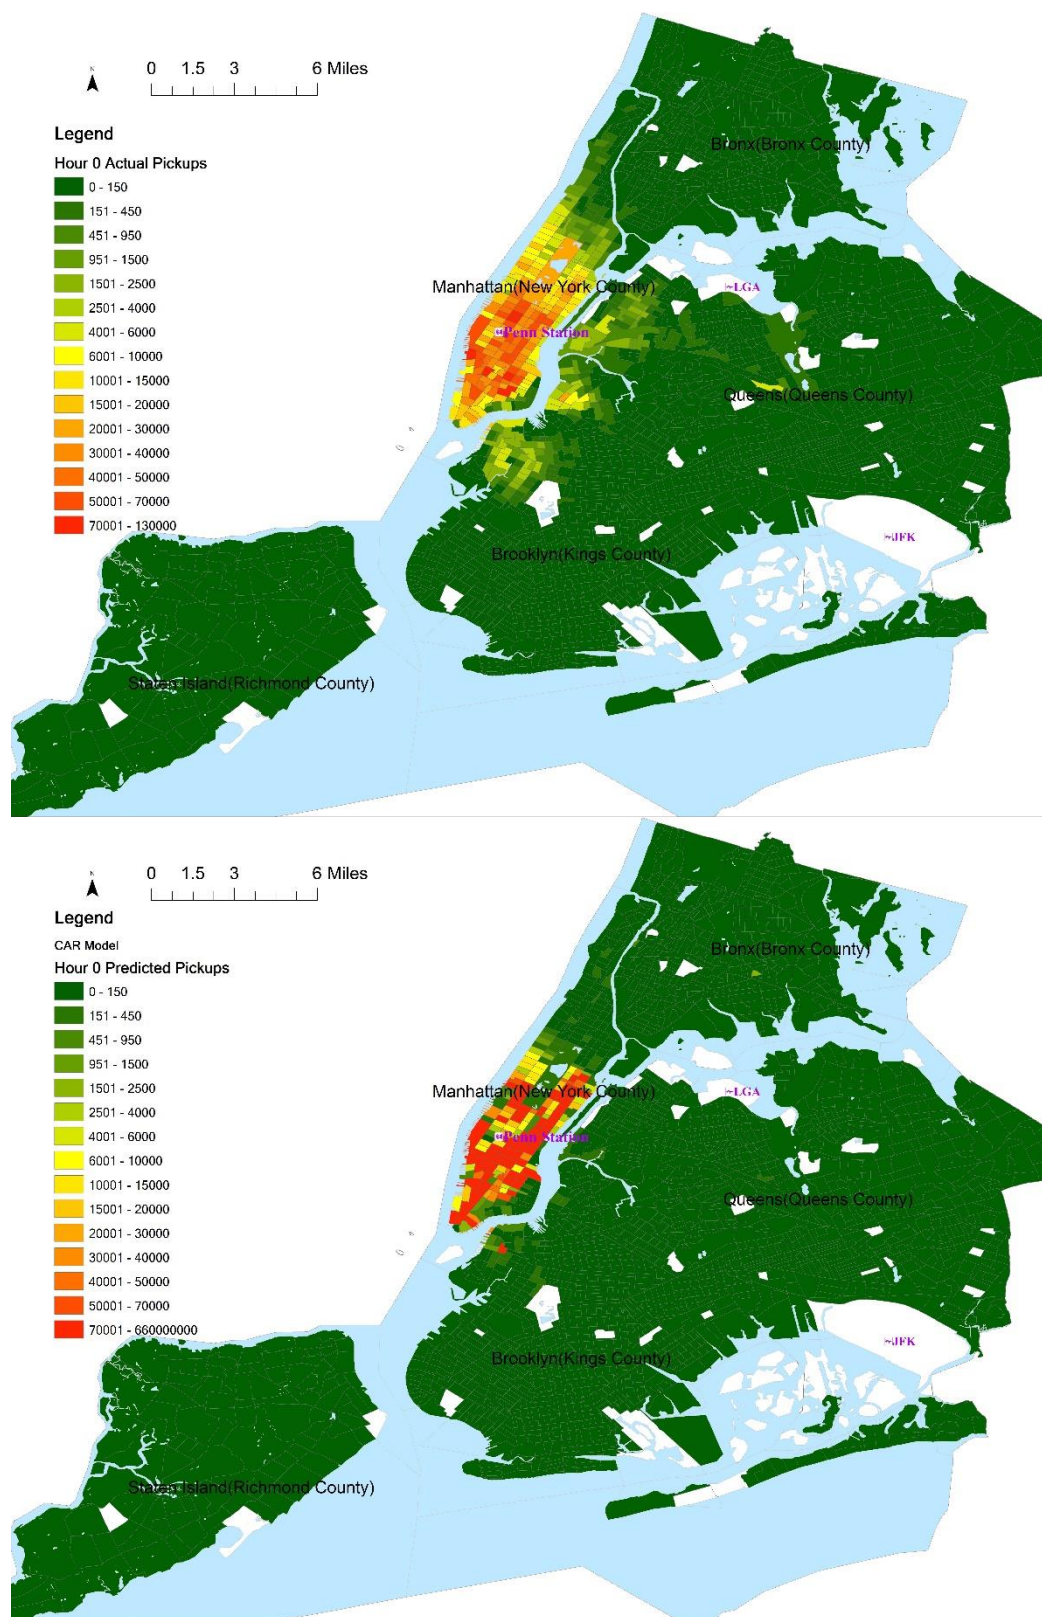 N
0 1.5 3 6 Miles
Legend
Hour 0 Actual Pickups
0 - 150
151 - 450
451 - 950
951 - 1500
1501 - 2500
2501 - 4000
4001 - 6000
6001 - 10000
10001 - 15000
15001 - 20000
20001 - 30000
30001 - 40000
40001 - 50000
50001 - 70000
70001 - 130000
Bronx(Bronx County)
Manhattan(New York County)
LGA
Penn Station
Queens(Queens County)
JFK
Brooklyn(Kings County)
Staten Island(Richmond County)
N
0 1.5 3 6 Miles
Legend
CAR Model
Hour 0 Predicted Pickups
0 - 150
151 - 450
451 - 950
951 - 1500
1501 - 2500
2501 - 4000
4001 - 6000
6001 - 10000
10001 - 15000
15001 - 20000
20001 - 30000
30001 - 40000
40001 - 50000
50001 - 70000
70001 - 660000000
Bronx(Bronx County)
Manhattan(New York County)
LGA
Penn Station
Queens(Queens County)
JFK
Brooklyn(Kings County)
Staten Island(Richmond County)